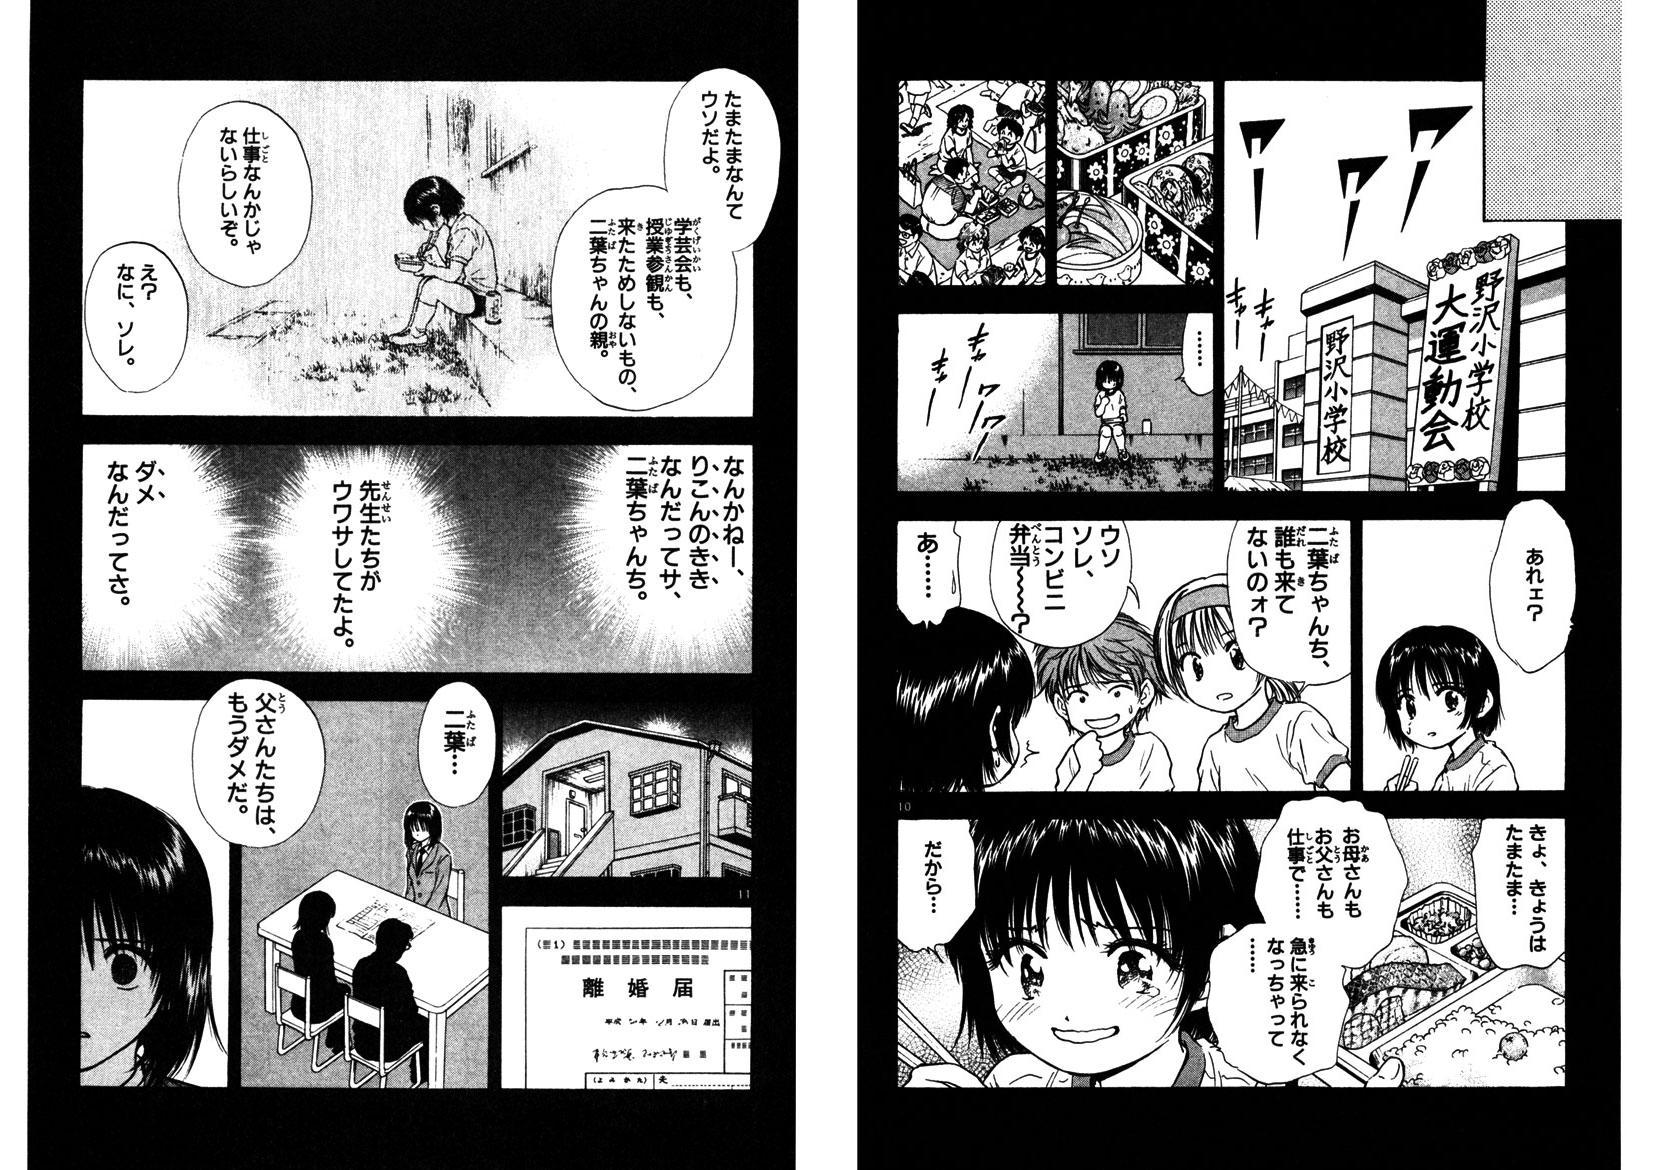 ワー
ワー
ワー
キャー
キャー
野沢小学校
大運動会
野沢小学校
………
ワー
ワー
キャー
キャー
あれェ?
二葉ちゃんち、
誰も来て
ないのォ?
ウソ
ソレ、
コンビニ
弁当〜〜〜?
あ……
きょ、きょうは
たまたま…
お母さんも
お父さんも
仕事で……
急に来られなく
なっちゃって
……
だから…
10
たまたまなんて
ウソだよ。
学芸会も、
授業参観も、
来たためしないもの、
二葉ちゃんの親。
仕事なんかじゃ
ないらしいぞ。
え?
なに、ソレ。
なんかねー、
りこんのきき
なんだってサ、
二葉ちゃんち。
先生たちが
ウワサしてたよ。
ダメ
なんだってさ。
11
離婚届
二葉…
父さんたちは、
もうダメだ。